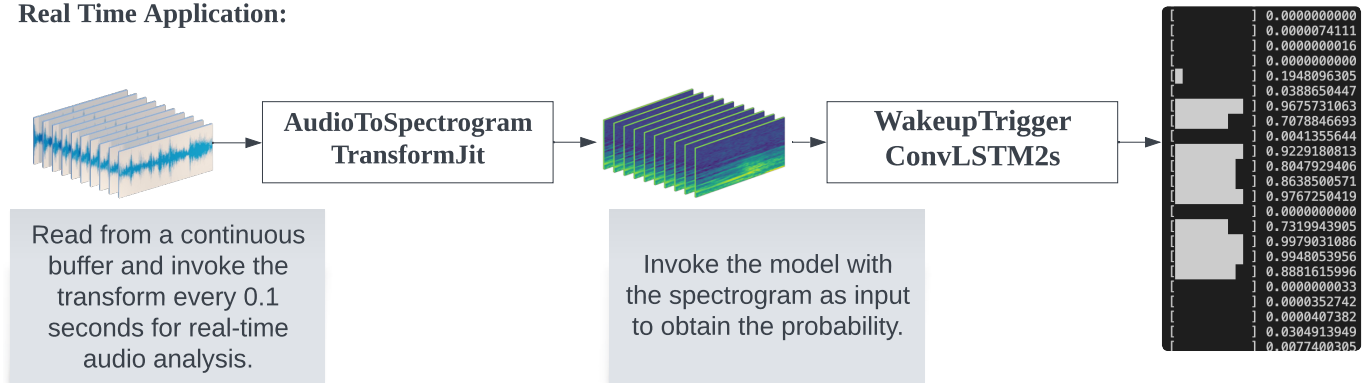 Real Time Application:
AudioToSpectrogram
TransformJit
WakeupTrigger
ConvLSTM2s
Read from a continuous
buffer and invoke the
transform every 0.1
seconds for real-time
audio analysis.
Invoke the model with
the spectrogram as input
to obtain the probability.
[ ] 0.0000000000
[ ] 0.0000074111
[ ] 0.0000000016
[ ] 0.0000000000
[ ] 0.1948096305
[ ] 0.0388650447
[ ] 0.9675731063
[ ] 0.7078846693
[ ] 0.0041355644
[ ] 0.9229180813
[ ] 0.8047929406
[ ] 0.8638500571
[ ] 0.9767250419
[ ] 0.0000000000
[ ] 0.7319943905
[ ] 0.9979031086
[ ] 0.9948053956
[ ] 0.8881615996
[ ] 0.0000000033
[ ] 0.0000352742
[ ] 0.0000407382
[ ] 0.0304913949
[ ] 0.0077400305